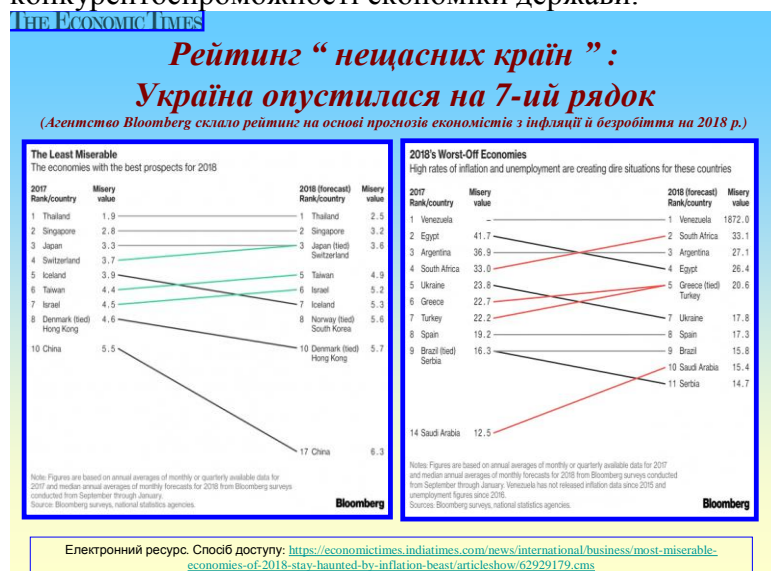 конкурентоспроможності економіки держави.
THE ECONOMIC TIMES
Рейтинг “ нещасних країн ” :
Україна опустилася на 7-ий рядок
(Агентство Bloomberg склало рейтинг на основі прогнозів економістів з інфляції й безробіття на 2018 р.)
The Least Miserable
The economies with the best prospects for 2018
2017 Rank/country Misery value 2018 (forecast) Rank/country Misery value
1 Thailand 1.9 1 Thailand 2.5
2 Singapore 2.8 2 Singapore 3.2
3 Japan 3.3 3 Japan (tied) Switzerland 3.6
4 Switzerland 3.7
5 Iceland 3.9 5 Taiwan 4.9
6 Taiwan 4.4 6 Israel 5.2
7 Israel 4.5 7 Iceland 5.3
8 Denmark (tied) Hong Kong 4.6 8 Norway (tied) South Korea 5.6
10 China 5.5 10 Denmark (tied) Hong Kong 5.7
17 China 6.3
Note: Figures are based on annual averages of monthly or quarterly available data for
2017 and median annual averages of monthly forecasts for 2018 from Bloomberg surveys
conducted from September through January.
Source: Bloomberg surveys, national statistics agencies.
Bloomberg
2018's Worst-Off Economies
High rates of inflation and unemployment are creating dire situations for these countries
2017 Rank/country Misery value 2018 (forecast) Rank/country Misery value
1 Venezuela – 1 Venezuela 1872.0
2 Egypt 41.7 2 South Africa 33.1
3 Argentina 36.9 3 Argentina 27.1
4 South Africa 33.0 4 Egypt 26.4
5 Ukraine 23.8 5 Greece (tied) Turkey 20.6
6 Greece 22.7
7 Turkey 22.2 7 Ukraine 17.8
8 Spain 19.2 8 Spain 17.3
9 Brazil (tied) Serbia 16.3 9 Brazil 15.8
10 Saudi Arabia 15.4
11 Serbia 14.7
14 Saudi Arabia 12.5
Notes: Figures are based on annual averages of monthly or quarterly available data for 2017
and median annual averages of monthly forecasts for 2018 from Bloomberg surveys conducted
from September through January. Venezuela has not released inflation data since 2015 and
unemployment figures since 2016.
Sources: Bloomberg surveys, national statistics agencies.
Bloomberg
Електронний ресурс. Спосіб доступу: https://economictimes.indiatimes.com/news/international/business/most-miserable-
economies-of-2018-stay-haunted-by-inflation-beast/articleshow/62929179.cms